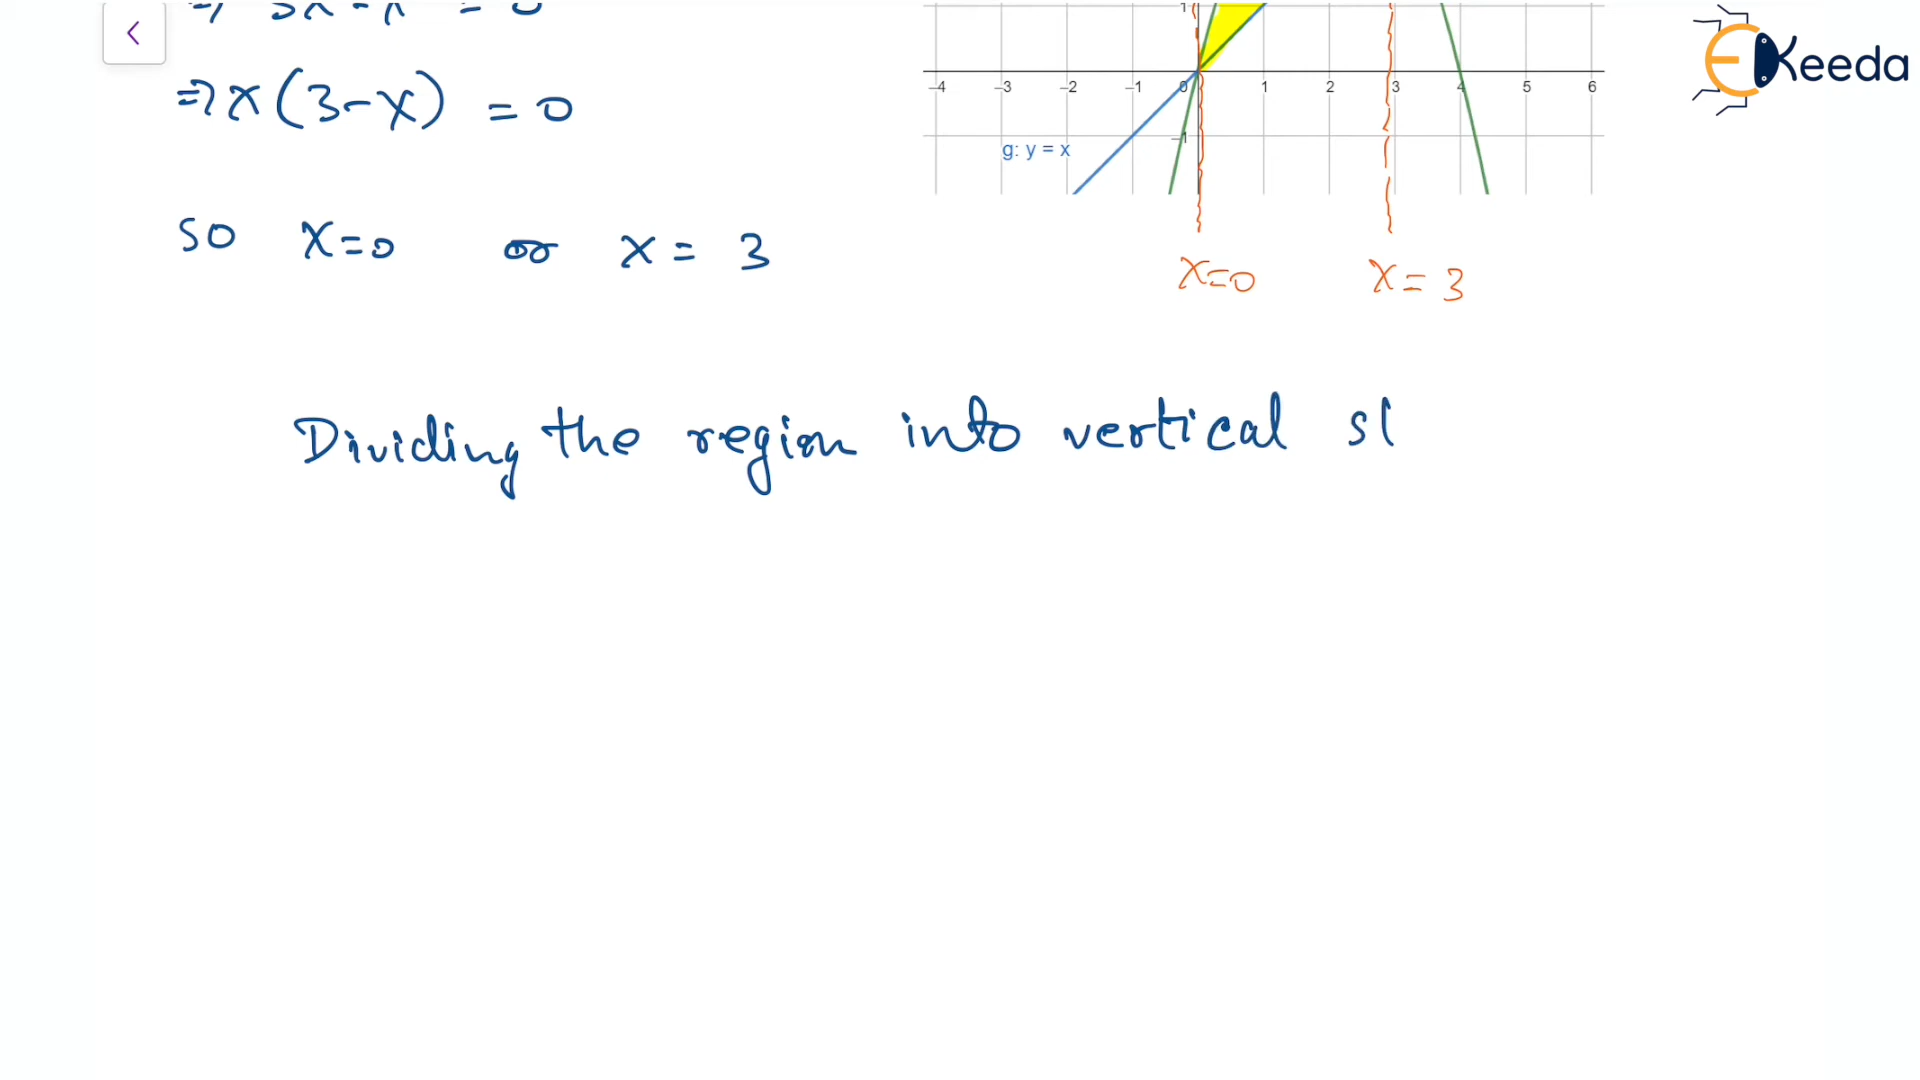 ⇒ x(3-x) = 0
so x=0 or x = 3
1
-4 -3 -2 -1 0 1 2 3 4 5 6
-1
g: y = x
x=0 x = 3
Dividing the region into vertical sl
EKeeda